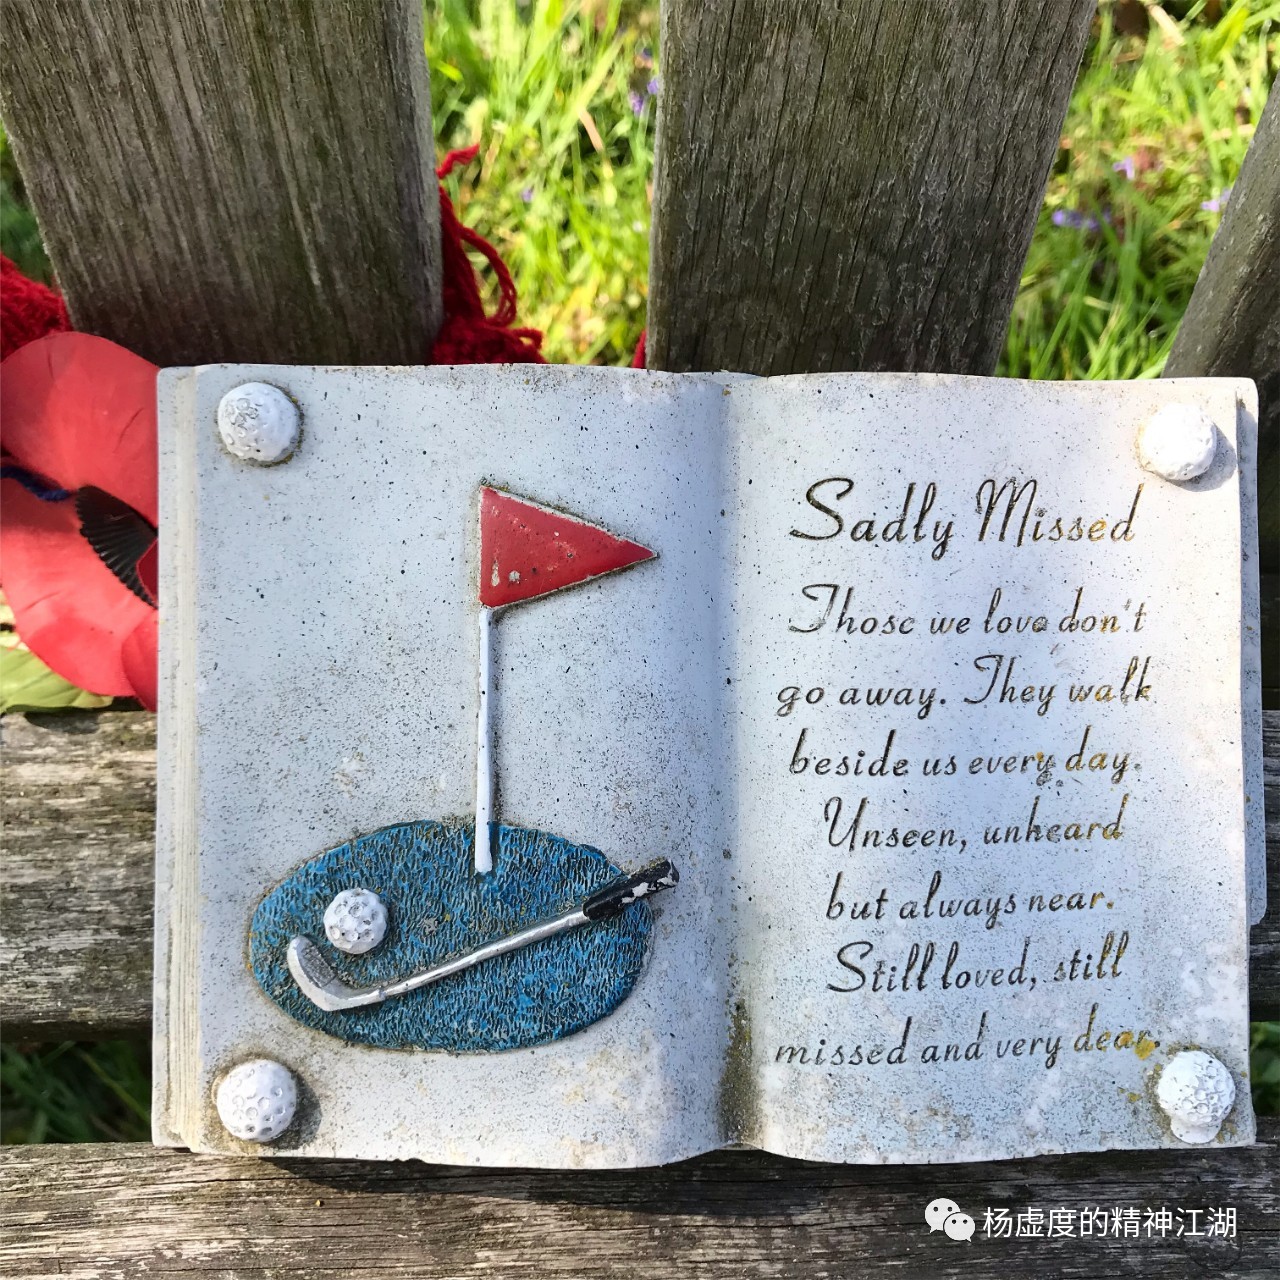 Sadly Missed
Those we love don't
go away. They walk
beside us every day.
Unseen, unheard
but always near.
Still loved, still
missed and very dear.
杨虚度的精神江湖